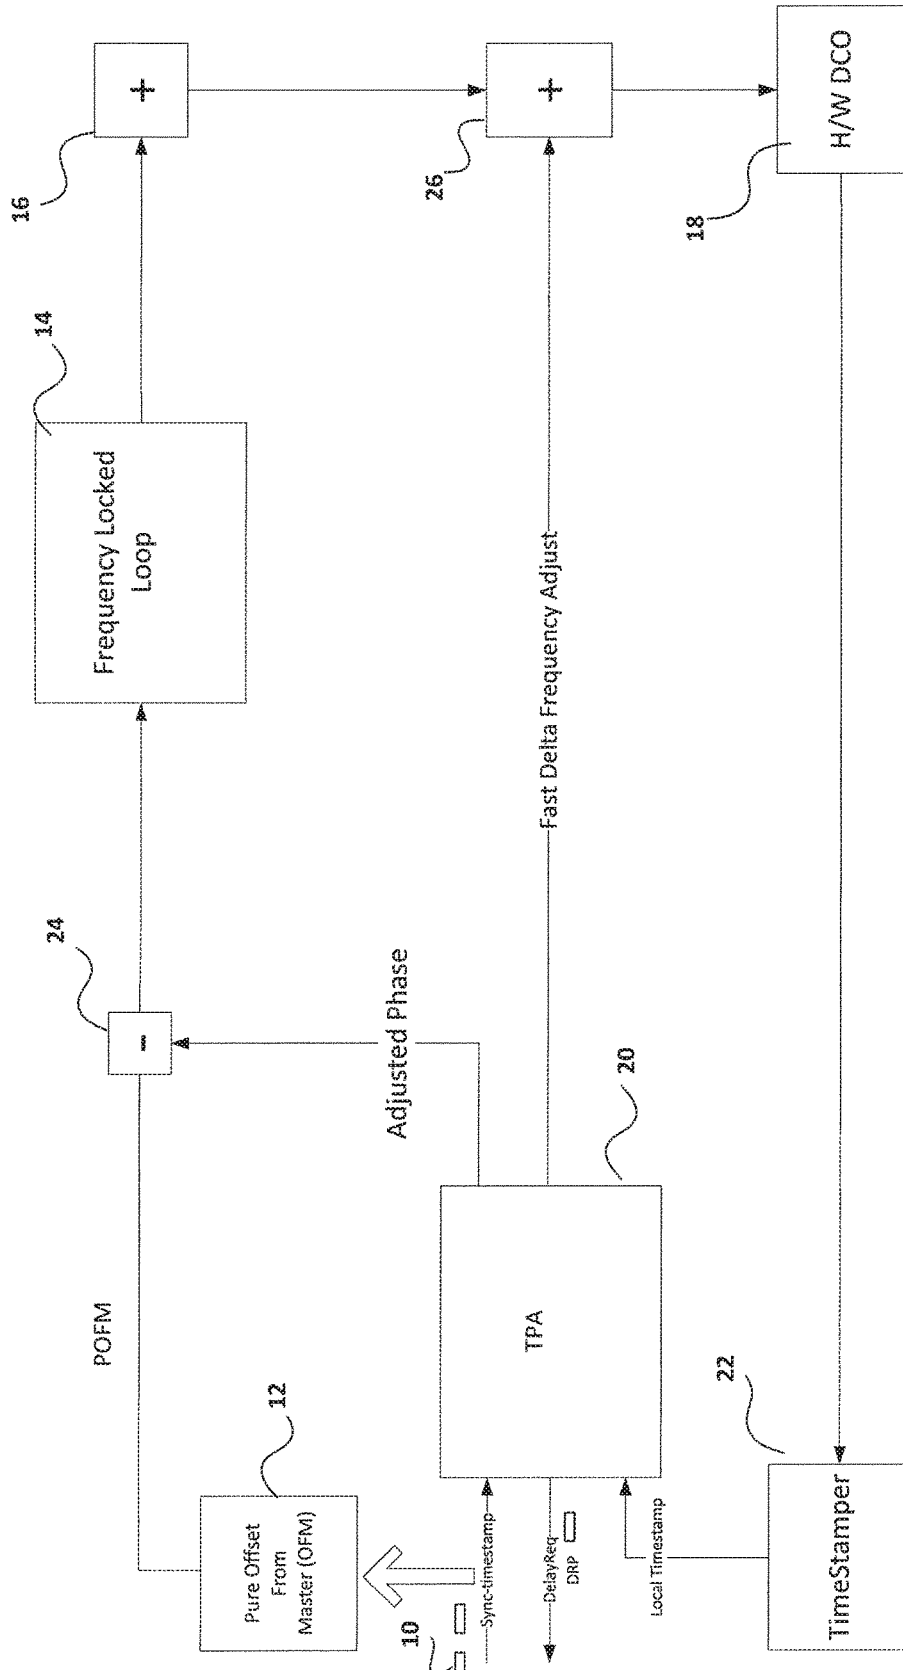 Pure Offset
From
Master (OFM)
12
POFM
-
24
Frequency Locked
Loop
14
+
16
10
Sync-timestamp
DelayReq
DRP
Local Timestamp
TPA
20
Adjusted Phase
Fast Delta Frequency Adjust
+
26
TimeStamper
22
H/W DCO
18